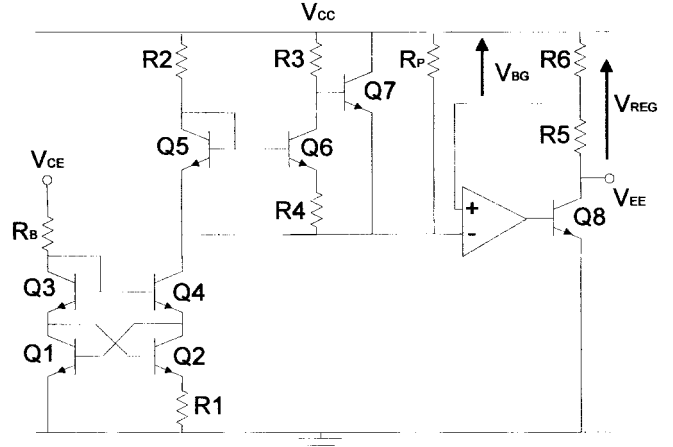 VCC
R2
R3
RP
VBG
R6
VREG
Q7
Q5
Q6
R5
VCE
R4
VEE
RB
+
-
Q8
Q3
Q4
Q1
Q2
R1